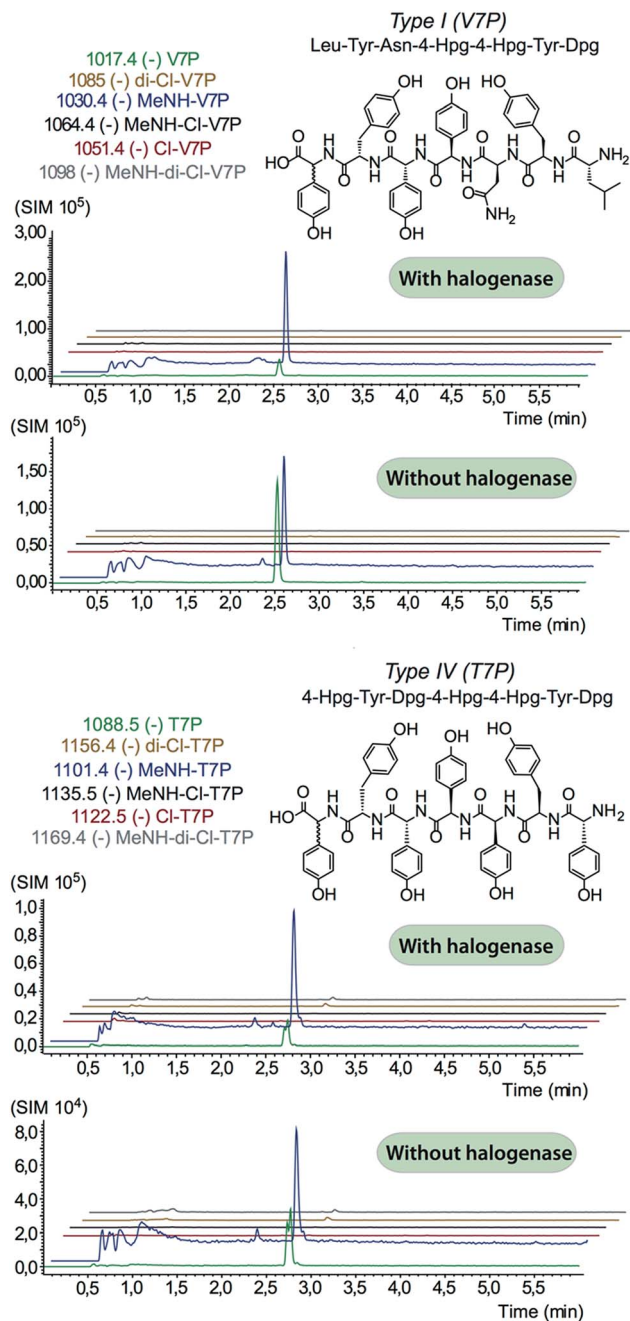 Type I (V7P)
Leu-Tyr-Asn-4-Hpg-4-Hpg-Tyr-Dpg
1017.4 (-) V7P
1085 (-) di-Cl-V7P
1030.4 (-) MeNH-V7P
1064.4 (-) MeNH-Cl-V7P
1051.4 (-) Cl-V7P
1098 (-) MeNH-di-Cl-V7P
OH
OH
OH
O
HO
O
H
N
N
H
O
H
N
O
N
H
O
H
N
O
N
H
O
H
N
O
NH2
OH
OH
O
NH2
(SIM 10⁵)
With halogenase
3,00
2,00
1,00
0,00
0,5 1,0 1,5 2,0 2,5 3,0 3,5 4,0 4,5 5,0 5,5
Time (min)
(SIM 10⁵)
Without halogenase
1,50
1,00
0,50
0,00
0,5 1,0 1,5 2,0 2,5 3,0 3,5 4,0 4,5 5,0 5,5
Time (min)
Type IV (T7P)
4-Hpg-Tyr-Dpg-4-Hpg-4-Hpg-Tyr-Dpg
1088.5 (-) T7P
1156.4 (-) di-Cl-T7P
1101.4 (-) MeNH-T7P
1135.5 (-) MeNH-Cl-T7P
1122.5 (-) Cl-T7P
1169.4 (-) MeNH-di-Cl-T7P
OH
OH
HO
O
HO
H
N
O
N
H
O
H
N
O
N
H
O
H
N
O
N
H
O
NH2
OH
OH
OH
OH
(SIM 10⁵)
With halogenase
1,0
0,8
0,6
0,4
0,2
0,0
0,5 1,0 1,5 2,0 2,5 3,0 3,5 4,0 4,5 5,0 5,5
Time (min)
(SIM 10⁴)
Without halogenase
8,0
6,0
4,0
2,0
0,0
0,5 1,0 1,5 2,0 2,5 3,0 3,5 4,0 4,5 5,0 5,5
Time (min)